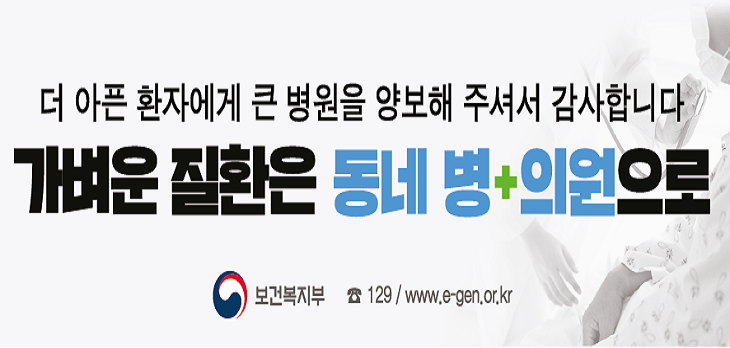 더 아픈 환자에게 큰 병원을 양보해 주셔서 감사합니다
가벼운 질환은 동네 병+의원으로
보건복지부 ☎ 129 / www.e-gen.or.kr